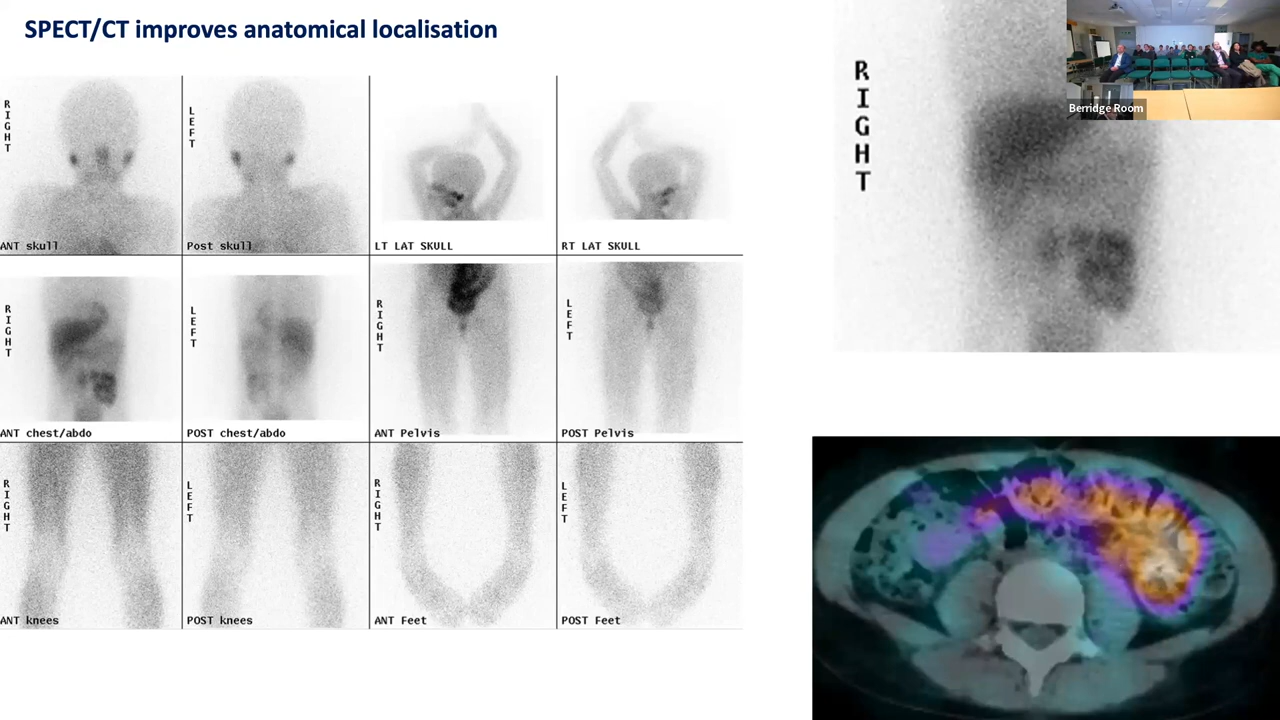 SPECT/CT improves anatomical localisation
RIGHT
LEFT
ANT skull
Post skull
LT LAT SKULL
RT LAT SKULL
RIGHT
LEFT
RIGHT
LEFT
ANT chest/abdo
POST chest/abdo
ANT Pelvis
POST Pelvis
RIGHT
LEFT
RIGHT
LEFT
ANT knees
POST knees
ANT Feet
POST Feet
RIGHT
Berridge Room